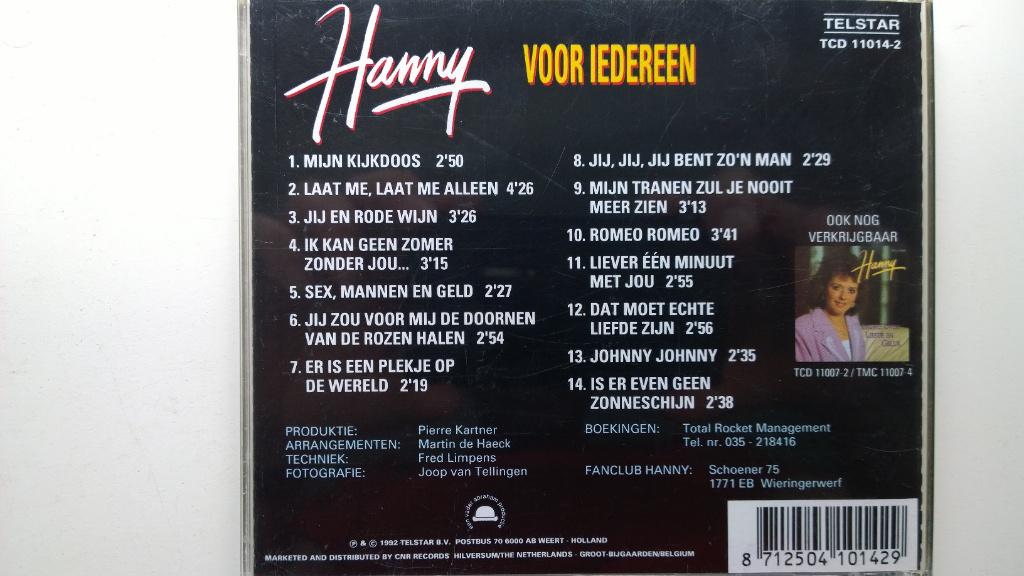 Hanny
VOOR IEDEREEN
TELSTAR
TCD 11014-2
1. MIJN KIJKDOOS 2'50
2. LAAT ME, LAAT ME ALLEEN 4'26
3. JIJ EN RODE WIJN 3'26
4. IK KAN GEEN ZOMER
ZONDER JOU... 3'15
5. SEX, MANNEN EN GELD 2'27
6. JIJ ZOU VOOR MIJ DE DOORNEN
VAN DE ROZEN HALEN 2'54
7. ER IS EEN PLEKJE OP
DE WERELD 2'19
8. JIJ, JIJ, JIJ BENT ZO'N MAN 2'29
9. MIJN TRANEN ZUL JE NOOIT
MEER ZIEN 3'13
10. ROMEO ROMEO 3'41
11. LIEVER ÉÉN MINUUT
MET JOU 2'55
12. DAT MOET ECHTE
LIEFDE ZIJN 2'56
13. JOHNNY JOHNNY 2'35
14. IS ER EVEN GEEN
ZONNESCHIJN 2'38
OOK NOG
VERKRIJGBAAR
Hanny
LIEFDE EN
GELUK
TCD 11007-2 / TMC 11007-4
PRODUKTIE: Pierre Kartner
ARRANGEMENTEN: Martin de Haeck
TECHNIEK: Fred Limpens
FOTOGRAFIE: Joop van Tellingen
BOEKINGEN: Total Rocket Management
Tel. nr. 035 - 218416
FANCLUB HANNY: Schoener 75
1771 EB Wieringerwerf
een vader abraham produktie
℗ & © 1992 TELSTAR B.V. POSTBUS 70 6000 AB WEERT - HOLLAND
MARKETED AND DISTRIBUTED BY CNR RECORDS HILVERSUM/THE NETHERLANDS - GROOT-BIJGAARDEN/BELGIUM
8 712504 101429